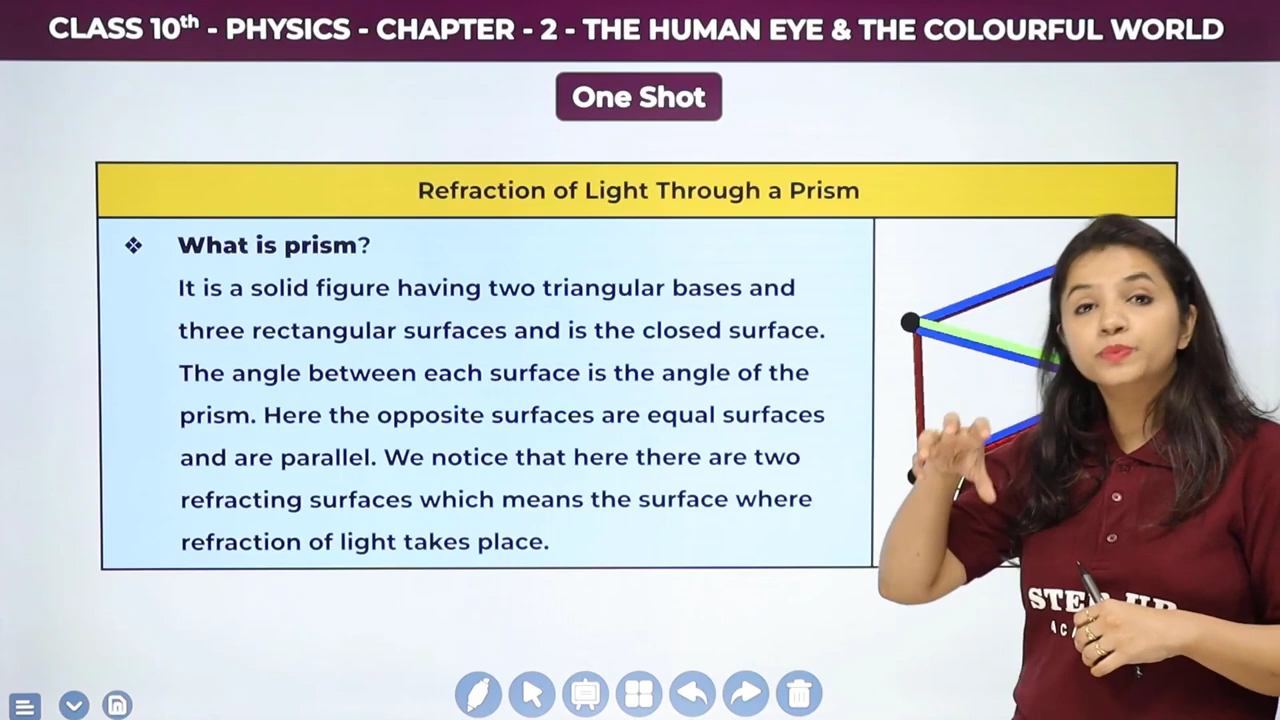 CLASS 10th - PHYSICS - CHAPTER - 2 - THE HUMAN EYE & THE COLOURFUL WORLD
One Shot
Refraction of Light Through a Prism
❖ What is prism?
It is a solid figure having two triangular bases and
three rectangular surfaces and is the closed surface.
The angle between each surface is the angle of the
prism. Here the opposite surfaces are equal surfaces
and are parallel. We notice that here there are two
refracting surfaces which means the surface where
refraction of light takes place.